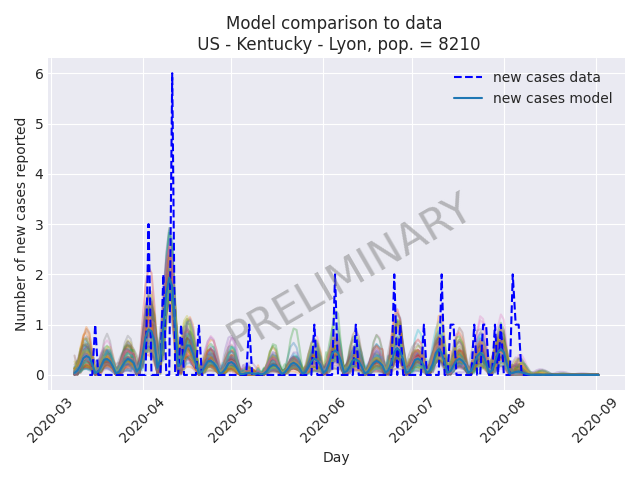 Model comparison to data
US - Kentucky - Lyon, pop. = 8210
new cases data
new cases model
PRELIMINARY
Number of new cases reported
6
5
4
3
2
1
0
2020-03
2020-04
2020-05
2020-06
2020-07
2020-08
2020-09
Day